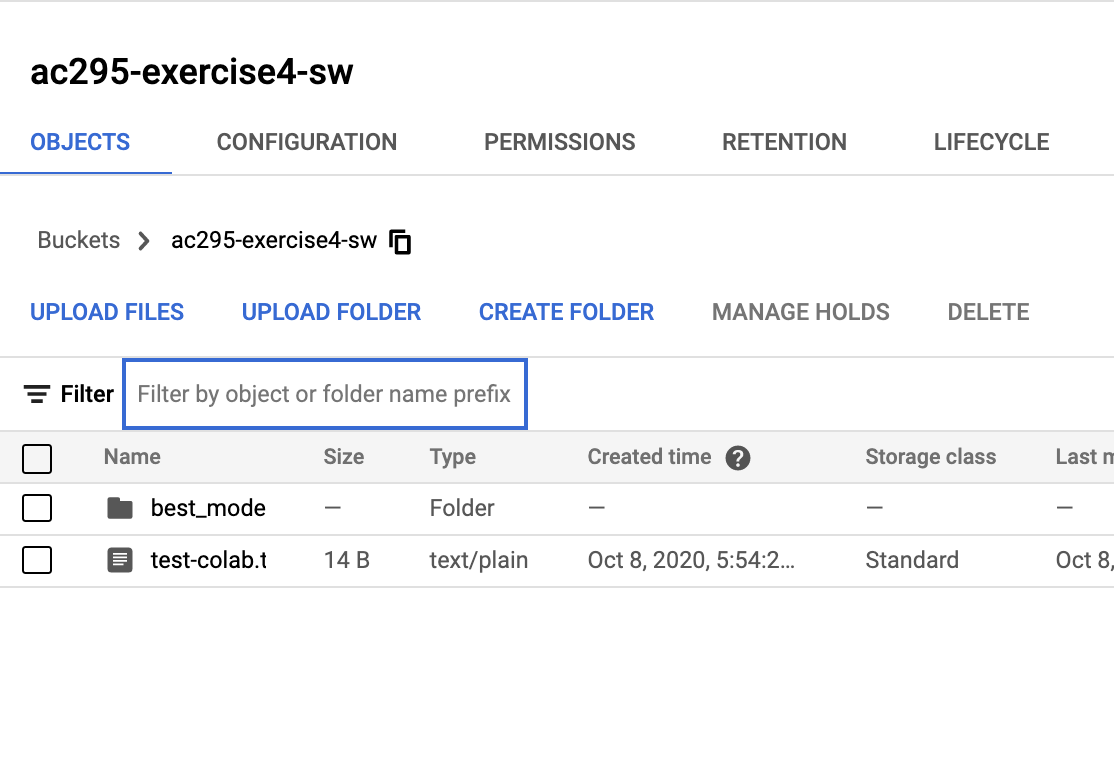 ac295-exercise4-sw
OBJECTS CONFIGURATION PERMISSIONS RETENTION LIFECYCLE
Buckets ac295-exercise4-sw
UPLOAD FILES UPLOAD FOLDER CREATE FOLDER MANAGE HOLDS DELETE
Filter Filter by object or folder name prefix
Name Size Type Created time ? Storage class Last m
best_mode — Folder — — —
test-colab.t 14 B text/plain Oct 8, 2020, 5:54:2... Standard Oct 8,